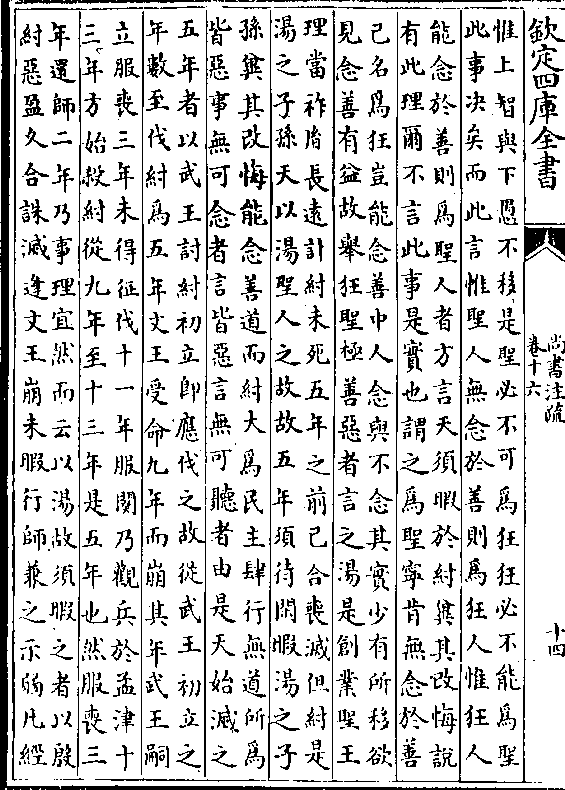 欽定四庫全書
尚書注疏
卷十六
十四
惟上智與下愚不移是聖必不可為狂狂必不能為聖
此事決矣而此言惟聖人無念於善則為狂人惟狂人
能念於善則為聖人者方言天須暇於紂兾其改悔說
有此理爾不言此事是實也謂之為聖寧肯無念於善
己名為狂豈能念善中人念與不念其實少有所移欲
見念善有益故舉狂聖極善惡者言之湯是創業聖王
理當祚胤長遠計紂未死五年之前已合喪滅但紂是
湯之子孫天以湯聖人之故故五年須待閑暇湯之子
孫兾其改悔能念善道而紂大為民主肆行無道所為
皆惡事無可念者言皆惡言無可聽者由是天始滅之
五年者以武王討紂初立即應伐之故從武王初立之
年數至伐紂為五年文王受命九年而崩其年武王嗣
立服喪三年未得征伐十一年服闋乃觀兵於孟津十
三年方始殺紂從九年至十三年是五年也然服喪三
年還師二年乃事理宜然而云以湯故須暇之者以殷
紂惡盈久合誅滅逢文王崩未暇行師兼之示弱凡經